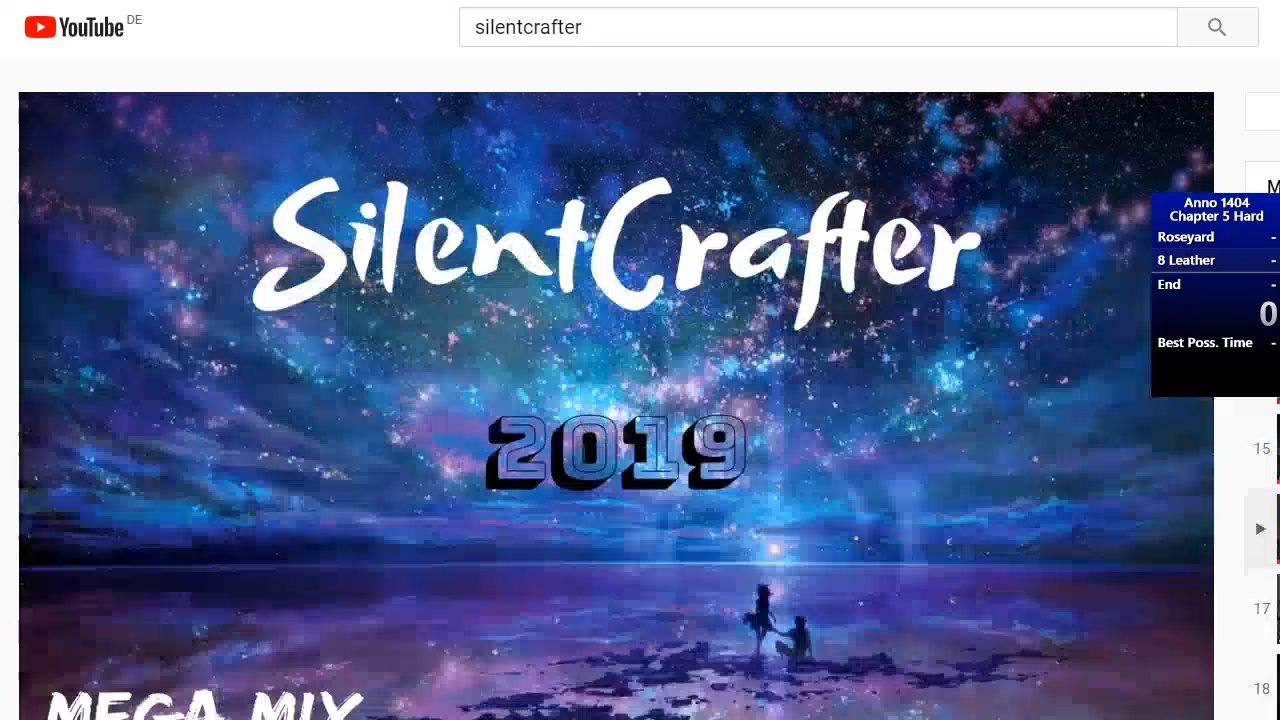 YouTube DE
silentcrafter
SilentCrafter
2019
MEGA MIX
M
Anno 1404
Chapter 5 Hard
Roseyard -
8 Leather -
End -
0
Best Poss. Time -
15
17
18